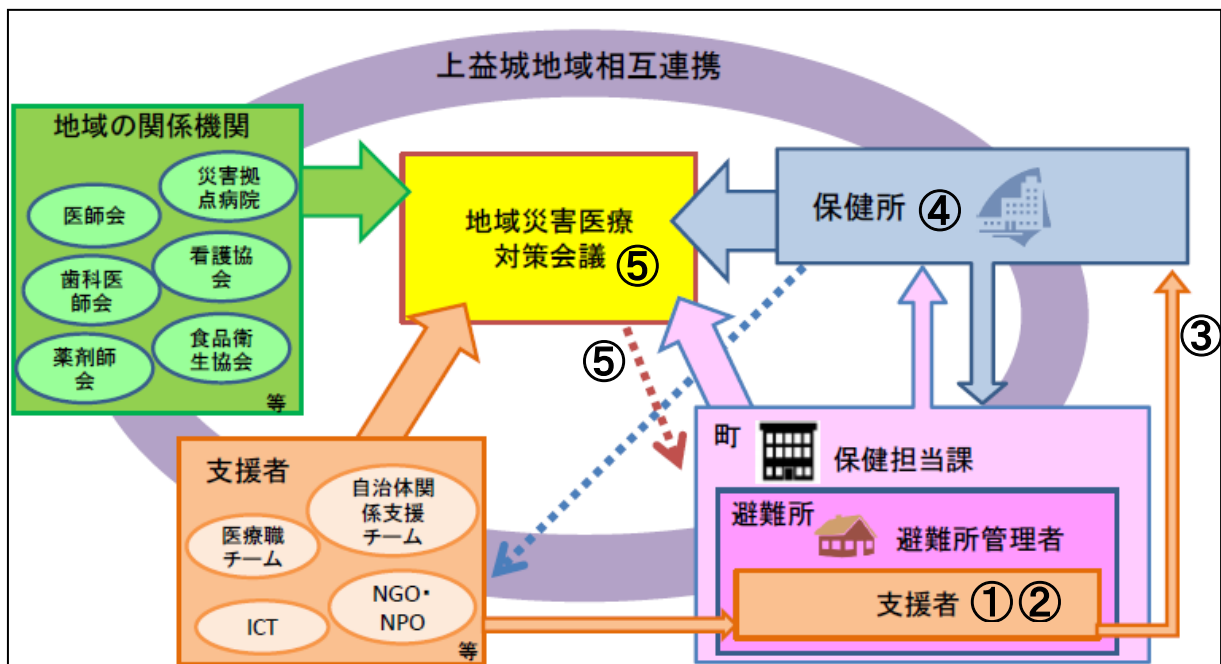 上益城地域相互連携
地域の関係機関
災害拠
点病院
医師会
看護協
会
歯科医
師会
食品衛
生協会
薬剤師
会
等
地域災害医療
対策会議⑤
保健所④
③
⑤
支援者
自治体関
係支援
チーム
医療職
チーム
NGO・
NPO
ICT
等
町
保健担当課
避難所
避難所管理者
支援者①②